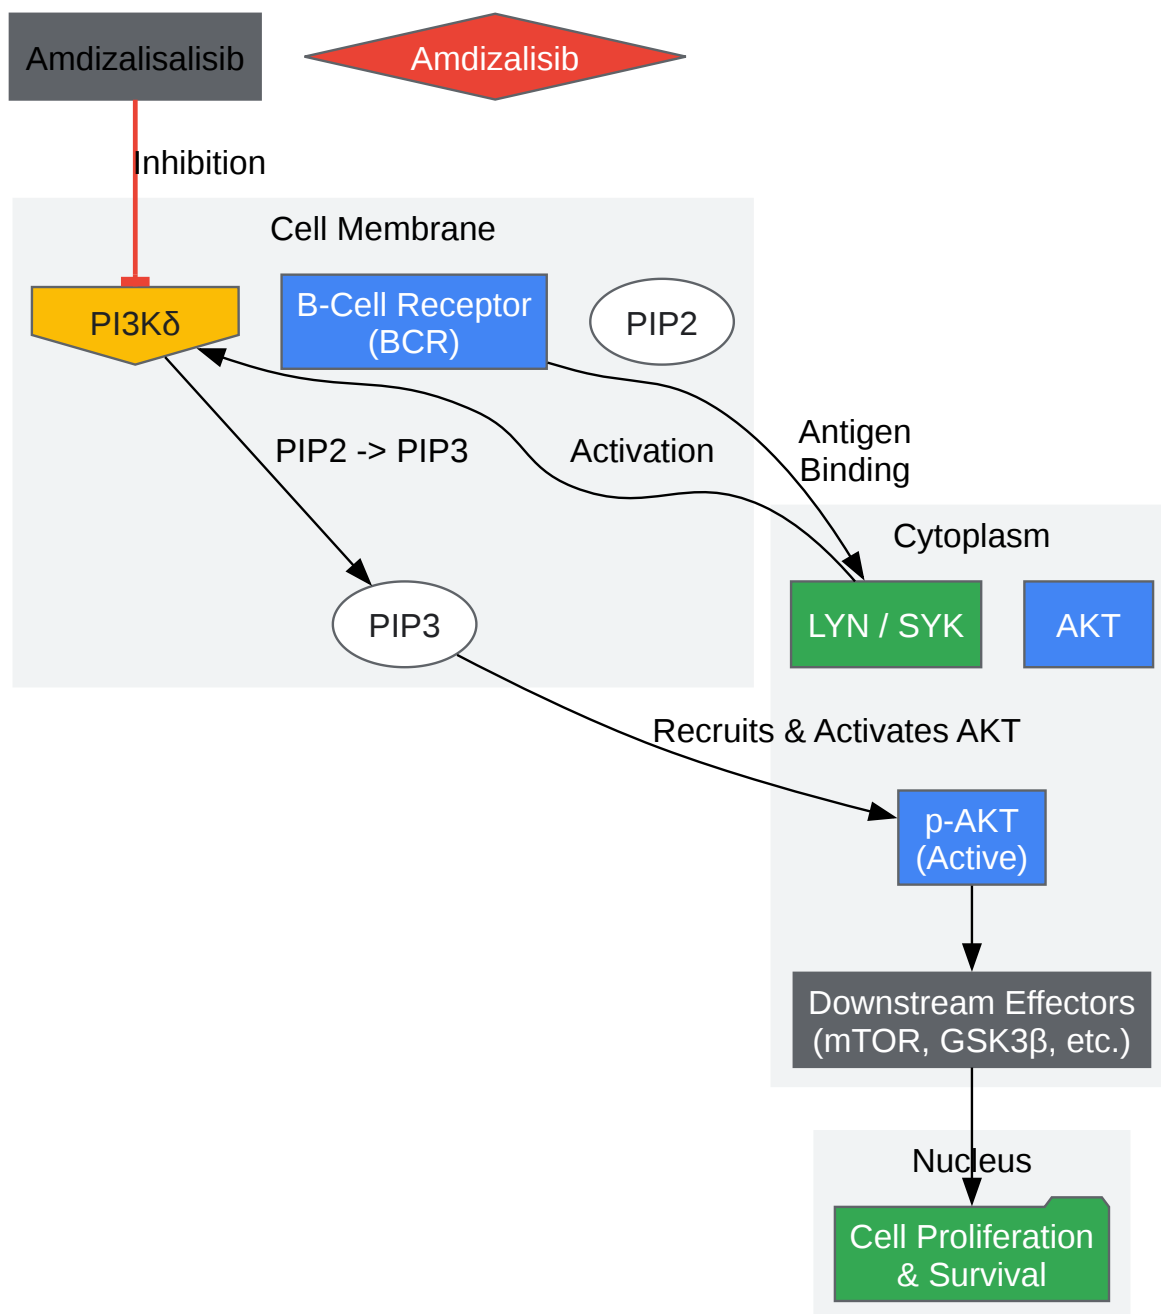 Amdizalisalisib
Amdizalisib
Inhibition
Cell Membrane
PI3Kδ
B-Cell Receptor
(BCR)
PIP2
PIP2 -> PIP3
Activation
Antigen
Binding
Cytoplasm
PIP3
LYN / SYK
AKT
Recruits & Activates AKT
p-AKT
(Active)
Downstream Effectors
(mTOR, GSK3β, etc.)
Nucleus
Cell Proliferation
& Survival